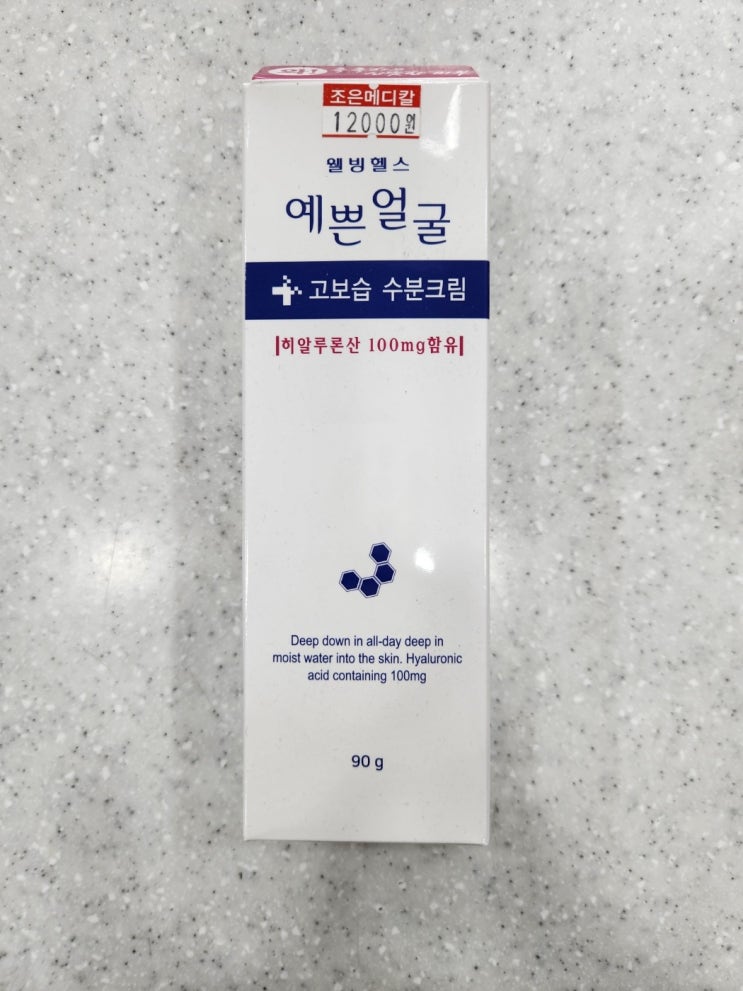 조은메디칼
12000원
웰빙헬스
예쁜얼굴
고보습 수분크림
히알루론산 100mg함유
Deep down in all-day deep in
moist water into the skin. Hyaluronic
acid containing 100mg
90 g